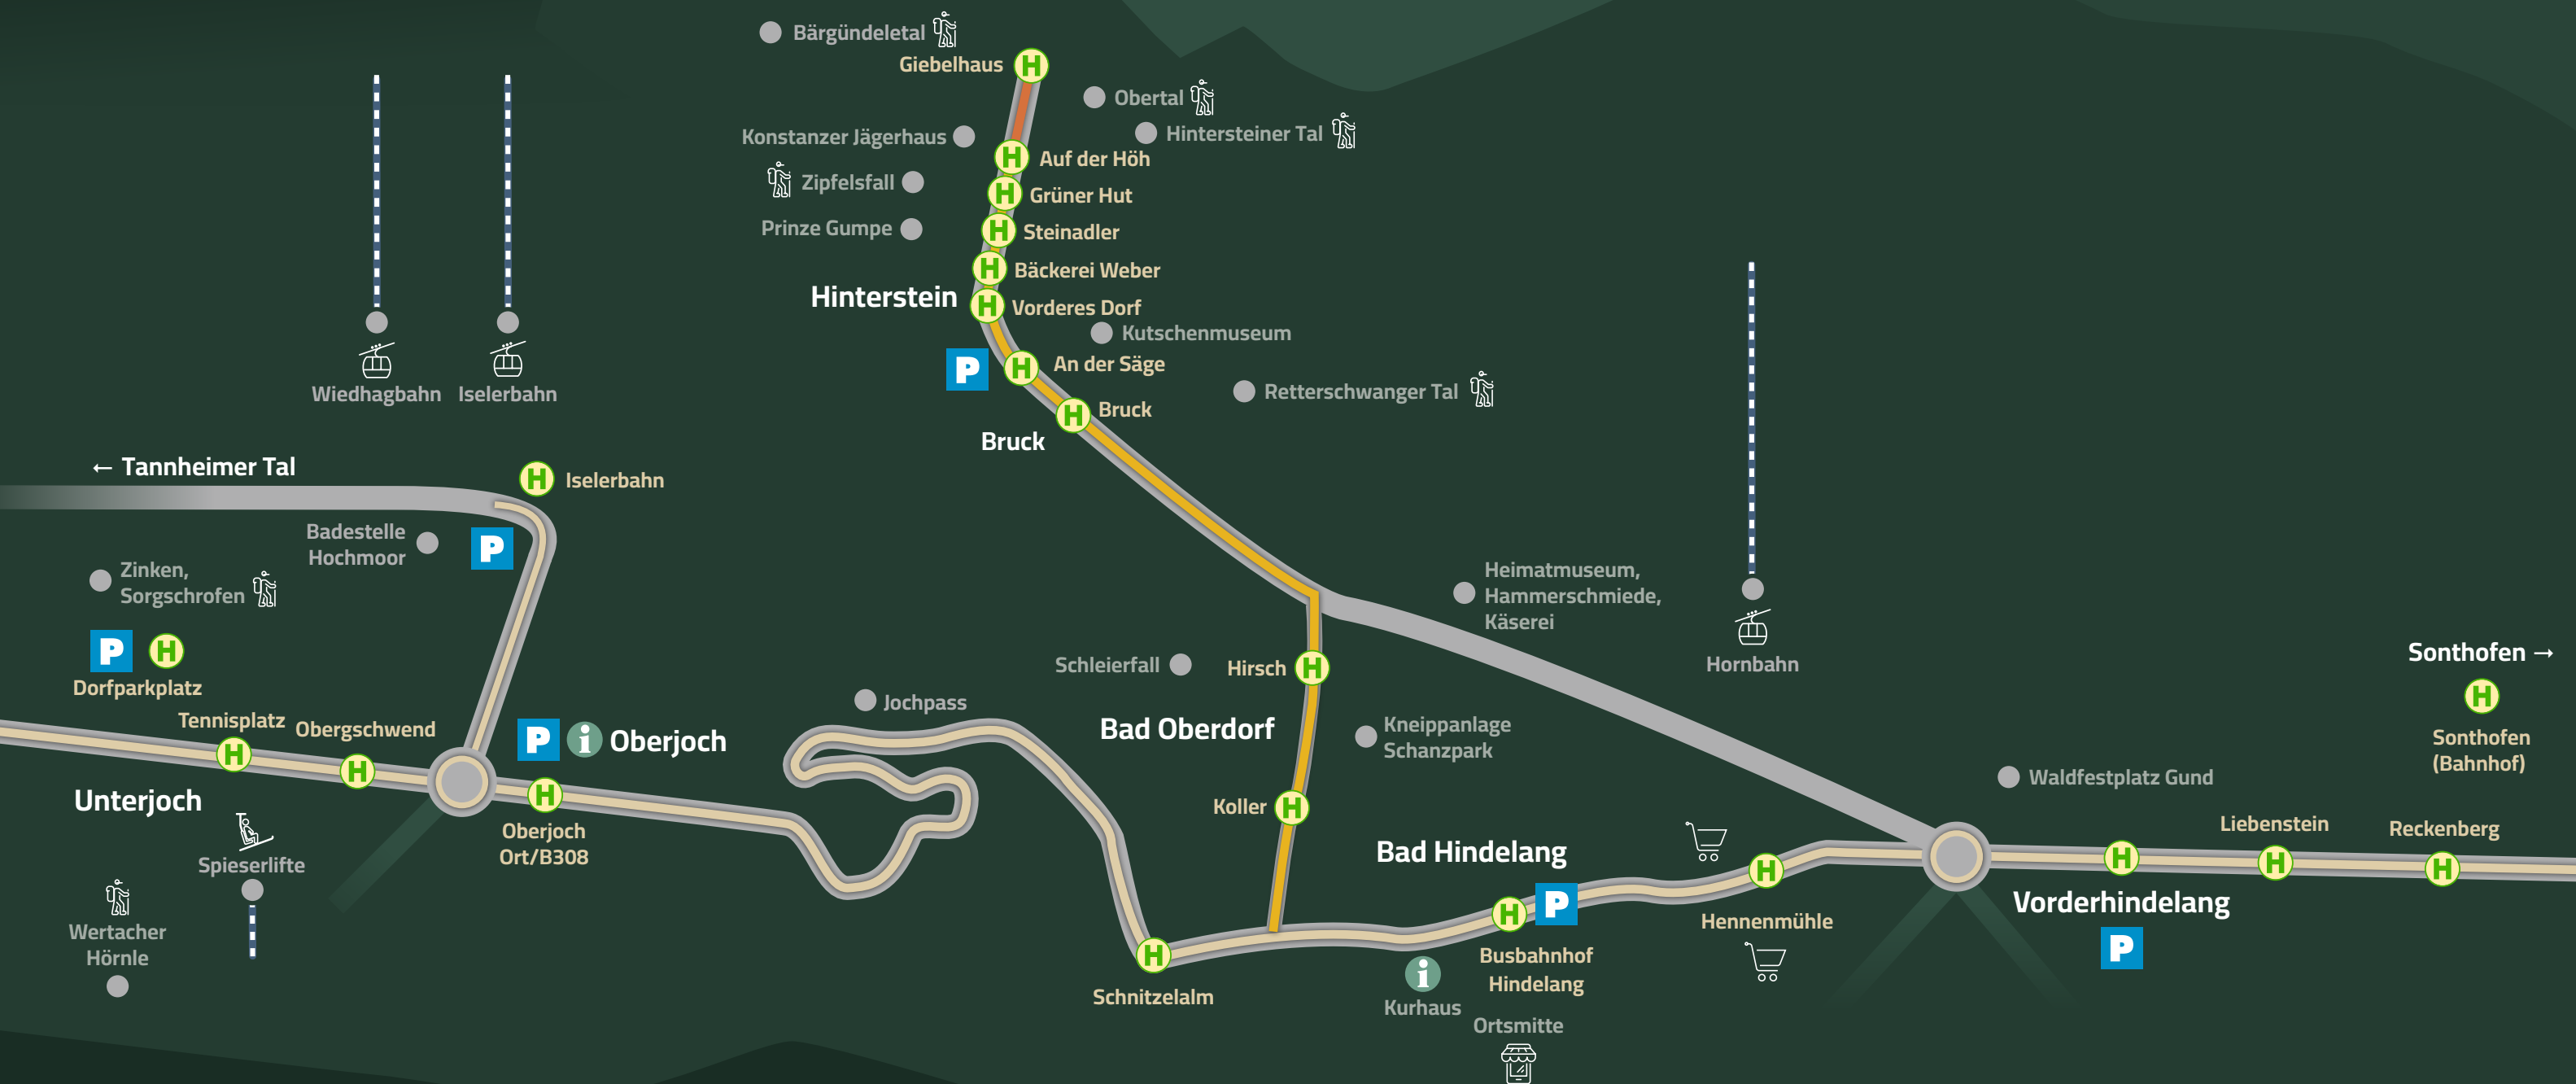 Bärgündeletal
Giebelhaus
H
Obertal
Hintersteiner Tal
Konstanzer Jägerhaus
H Auf der Höh
Zipfelsfall
H Grüner Hut
Prinze Gumpe
H Steinadler
H Bäckerei Weber
Hinterstein
H Vorderes Dorf
Kutschenmuseum
P
H An der Säge
Retterschwanger Tal
H Bruck
Bruck
Wiedhagbahn
Iselerbahn
← Tannheimer Tal
H Iselerbahn
Badestelle
Hochmoor
P
Zinken,
Sorgschrofen
P H
Dorfparkplatz
Tennisplatz
H
Obergschwend
H
Unterjoch
P i Oberjoch
H
Oberjoch
Ort/B308
Spieserlifte
Wertacher
Hörnle
Jochpass
Schleierfall
Hirsch H
Bad Oberdorf
Kneippanlage
Schanzpark
Koller H
Heimatmuseum,
Hammerschmiede,
Käserei
Hornbahn
Bad Hindelang
H
Schnitzelalm
H P
Busbahnhof
Hindelang
i
Kurhaus
Ortsmitte
H
Hennenmühle
Sonthofen →
H
Sonthofen
(Bahnhof)
Waldfestplatz Gund
H
Vorderhindelang
P
Liebenstein
H
Reckenberg
H